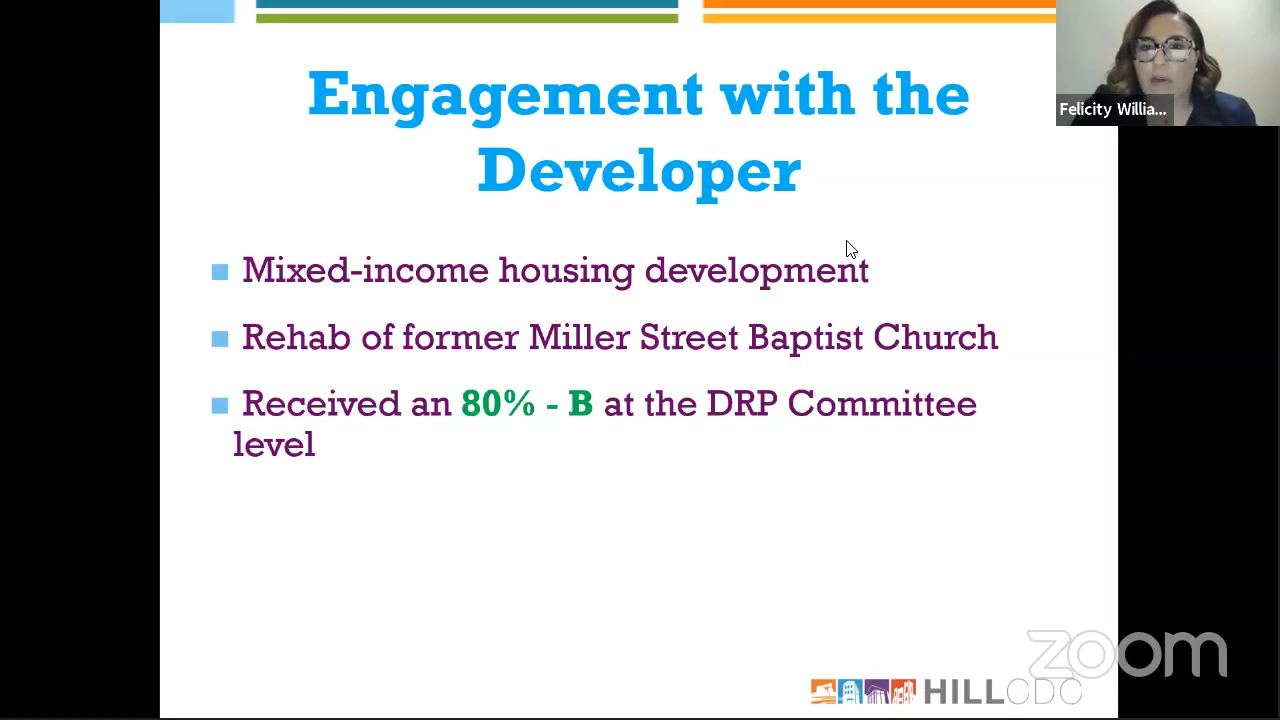 Engagement with the
Developer
Felicity Willia...
Mixed-income housing development
Rehab of former Miller Street Baptist Church
Received an 80% - B at the DRP Committee
level
zoom
HILLCDC